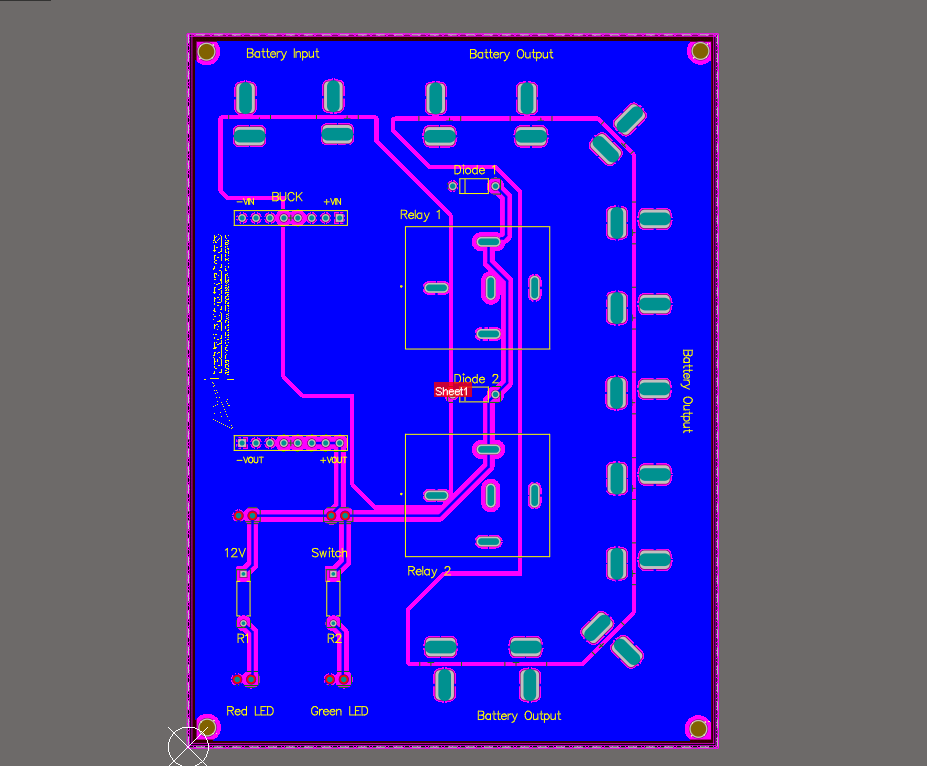 Battery Input
Battery Output
Diode 1
BUCK
-VIN
+VIN
Relay 1
Battery Output
Diode 2
Sheet1
-VOUT
+VOUT
12V
Switch
Relay 2
R1
R2
Red LED
Green LED
Battery Output